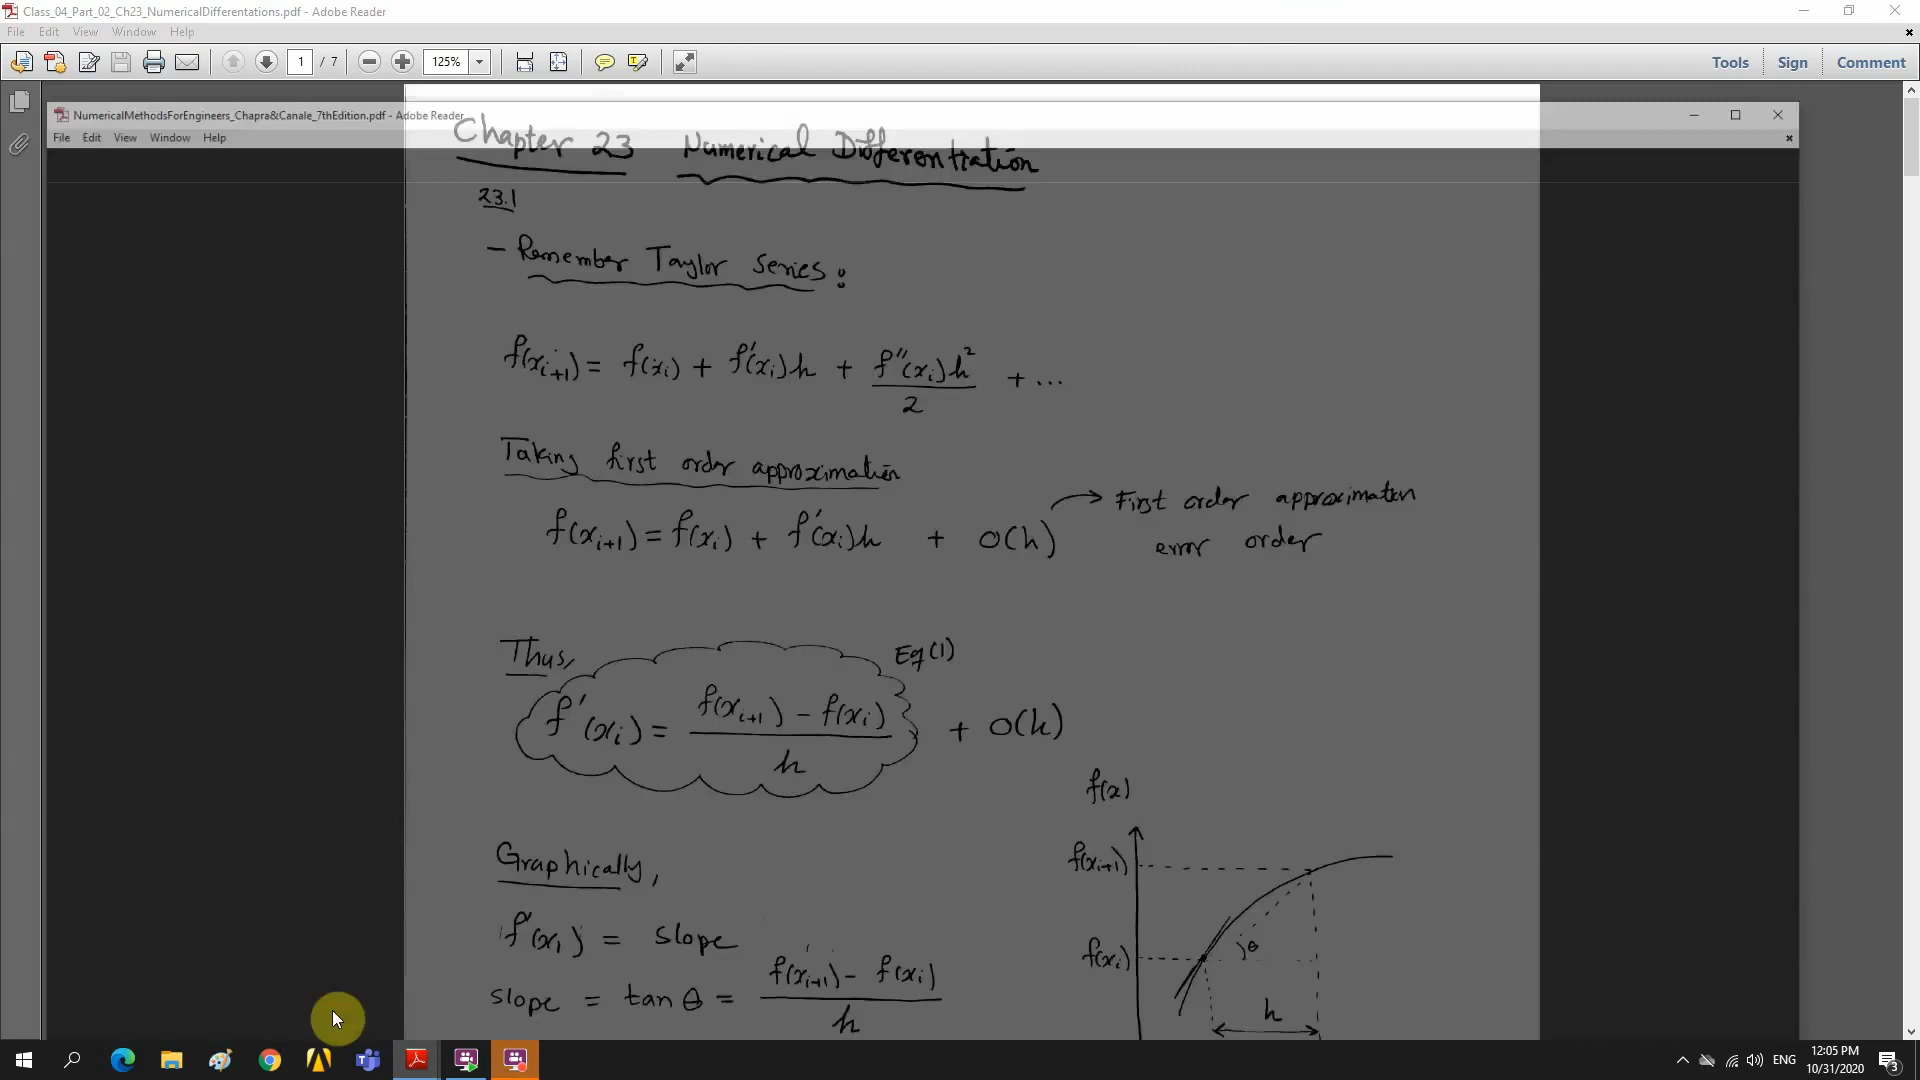 Class_04_Part_02_Ch23_NumericalDifferentations.pdf - Adobe Reader
File Edit View Window Help
1 / 7 125% Tools Sign Comment
NumericalMethodsForEngineers_Chapra&Canale_7thEdition.pdf - Adobe Reader
File Edit View Window Help
Chapter 23 Numerical Differentiation
23.1
- Remember Taylor series:
f(xᵢ₊₁) = f(xᵢ) + f'(xᵢ)h + f''(xᵢ)h² / 2 + ...
Taking first order approximation
f(xᵢ₊₁) = f(xᵢ) + f'(xᵢ)h + O(h) → First order approximation
error order
Thus,
Eq(1)
f'(xᵢ) = f(xᵢ₊₁) - f(xᵢ) / h + O(h)
f(x)
Graphically,
f(xᵢ₊₁)
f'(xᵢ) = slope
f(xᵢ)
θ
slope = tan θ = f(xᵢ₊₁) - f(xᵢ) / h
h
ENG
12:05 PM
10/31/2020
3